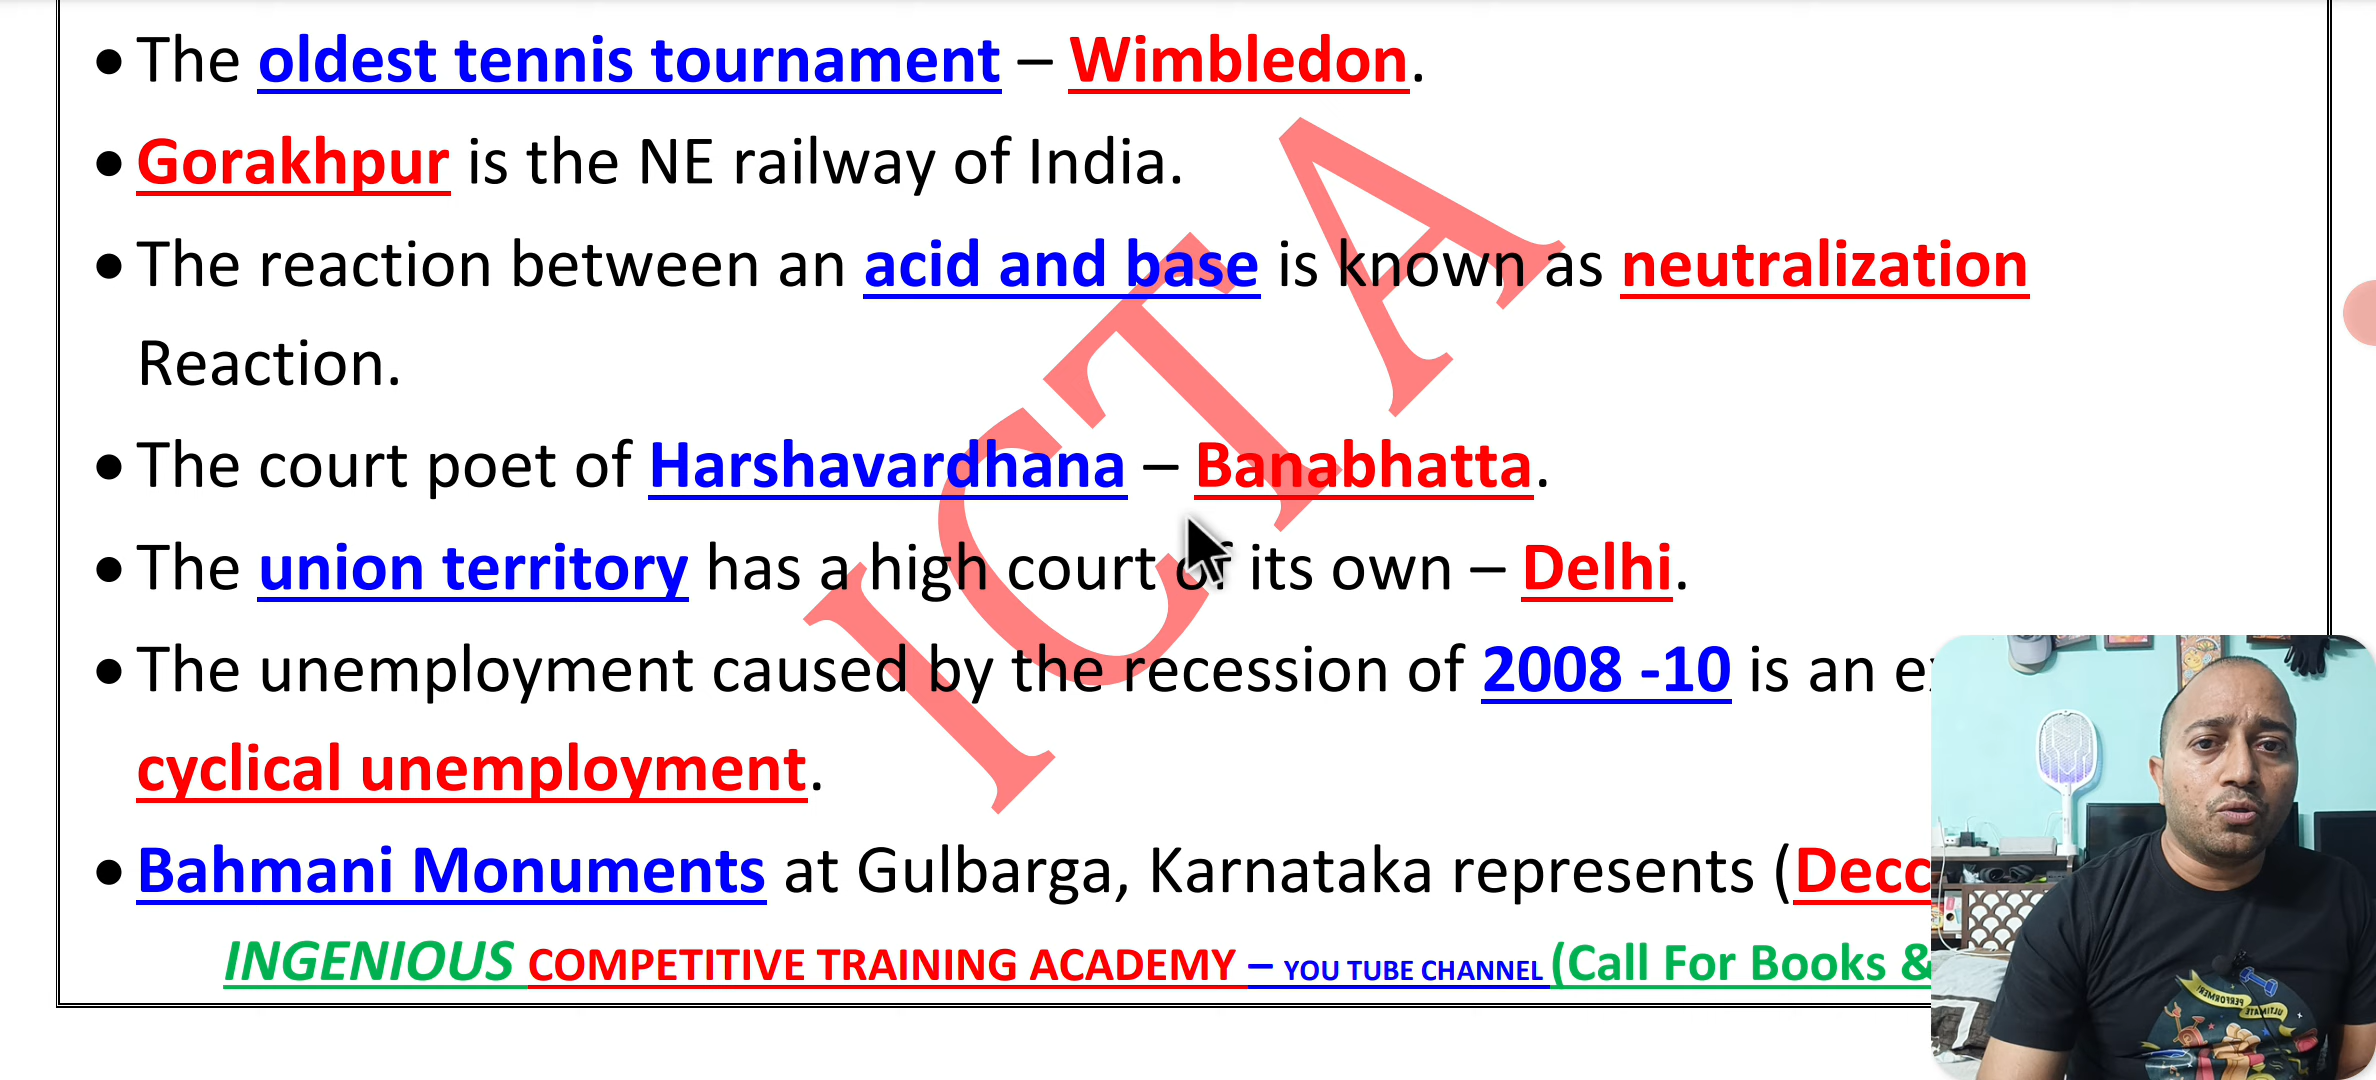 • The oldest tennis tournament – Wimbledon.
• Gorakhpur is the NE railway of India.
• The reaction between an acid and base is known as neutralization
Reaction.
• The court poet of Harshavardhana – Banabhatta.
• The union territory has a high court of its own – Delhi.
• The unemployment caused by the recession of 2008 -10 is an
cyclical unemployment.
• Bahmani Monuments at Gulbarga, Karnataka represents (
INGENIOUS COMPETITIVE TRAINING ACADEMY – YOU TUBE CHANNEL (Call For Books &
ICTA